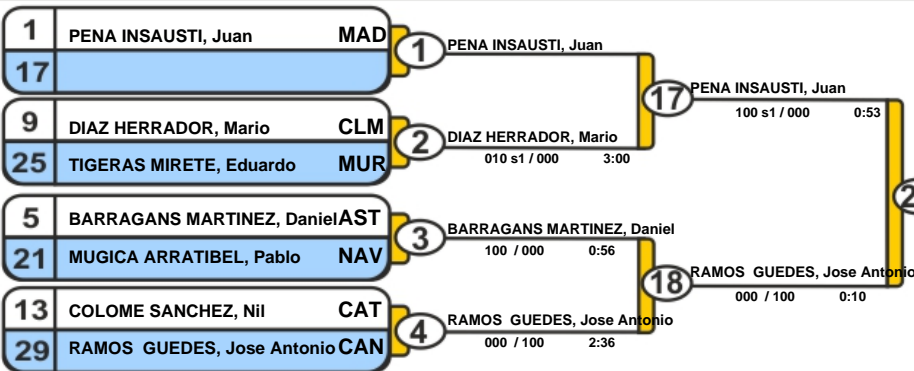 1 PENA INSAUSTI, Juan MAD
17
1
PENA INSAUSTI, Juan
9 DIAZ HERRADOR, Mario CLM
25 TIGERAS MIRETE, Eduardo MUR
2
DIAZ HERRADOR, Mario
010 s1 / 000 3:00
17
PENA INSAUSTI, Juan
100 s1 / 000 0:53
5 BARRAGANS MARTINEZ, Daniel AST
21 MUGICA ARRATIBEL, Pablo NAV
3
BARRAGANS MARTINEZ, Daniel
100 / 000 0:56
13 COLOME SANCHEZ, Nil CAT
29 RAMOS GUEDES, Jose Antonio CAN
4
RAMOS GUEDES, Jose Antonio
000 / 100 2:36
18
RAMOS GUEDES, Jose Antonio
000 / 100 0:10